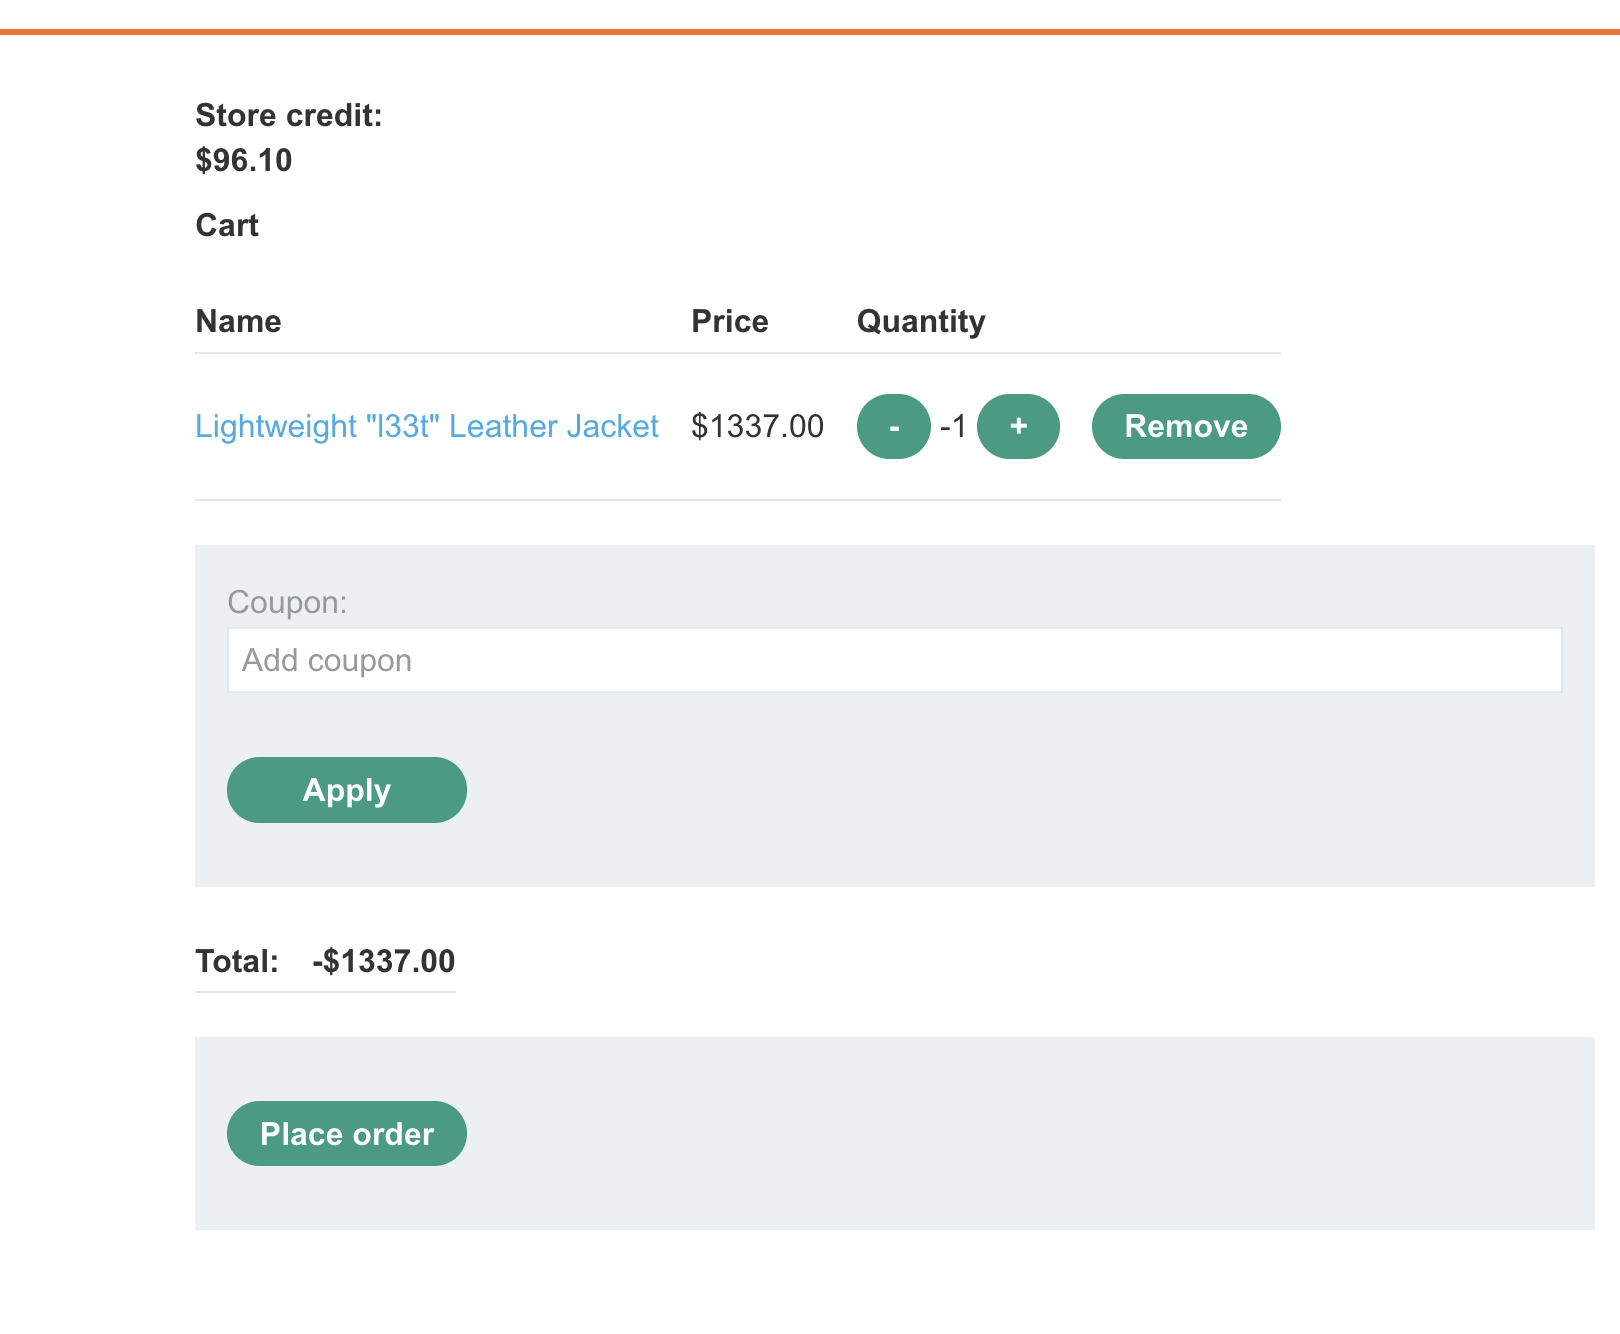 Store credit:
$96.10
Cart
Name Price Quantity
Lightweight "l33t" Leather Jacket $1337.00 - -1 + Remove
Coupon:
Add coupon
Apply
Total: -$1337.00
Place order